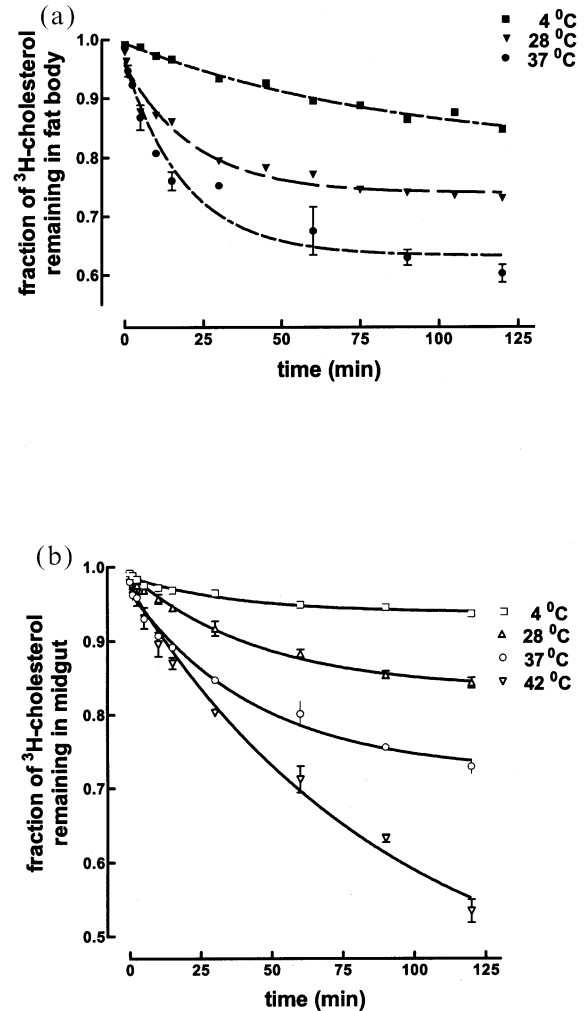 (a)
4 ⁰C
28 ⁰C
37 ⁰C
fraction of ³H-cholesterol
remaining in fat body
1.0
0.9
0.8
0.7
0.6
0 25 50 75 100 125
time (min)
(b)
4 ⁰C
28 ⁰C
37 ⁰C
42 ⁰C
fraction of ³H-cholesterol
remaining in midgut
1.0
0.9
0.8
0.7
0.6
0.5
0 25 50 75 100 125
time (min)